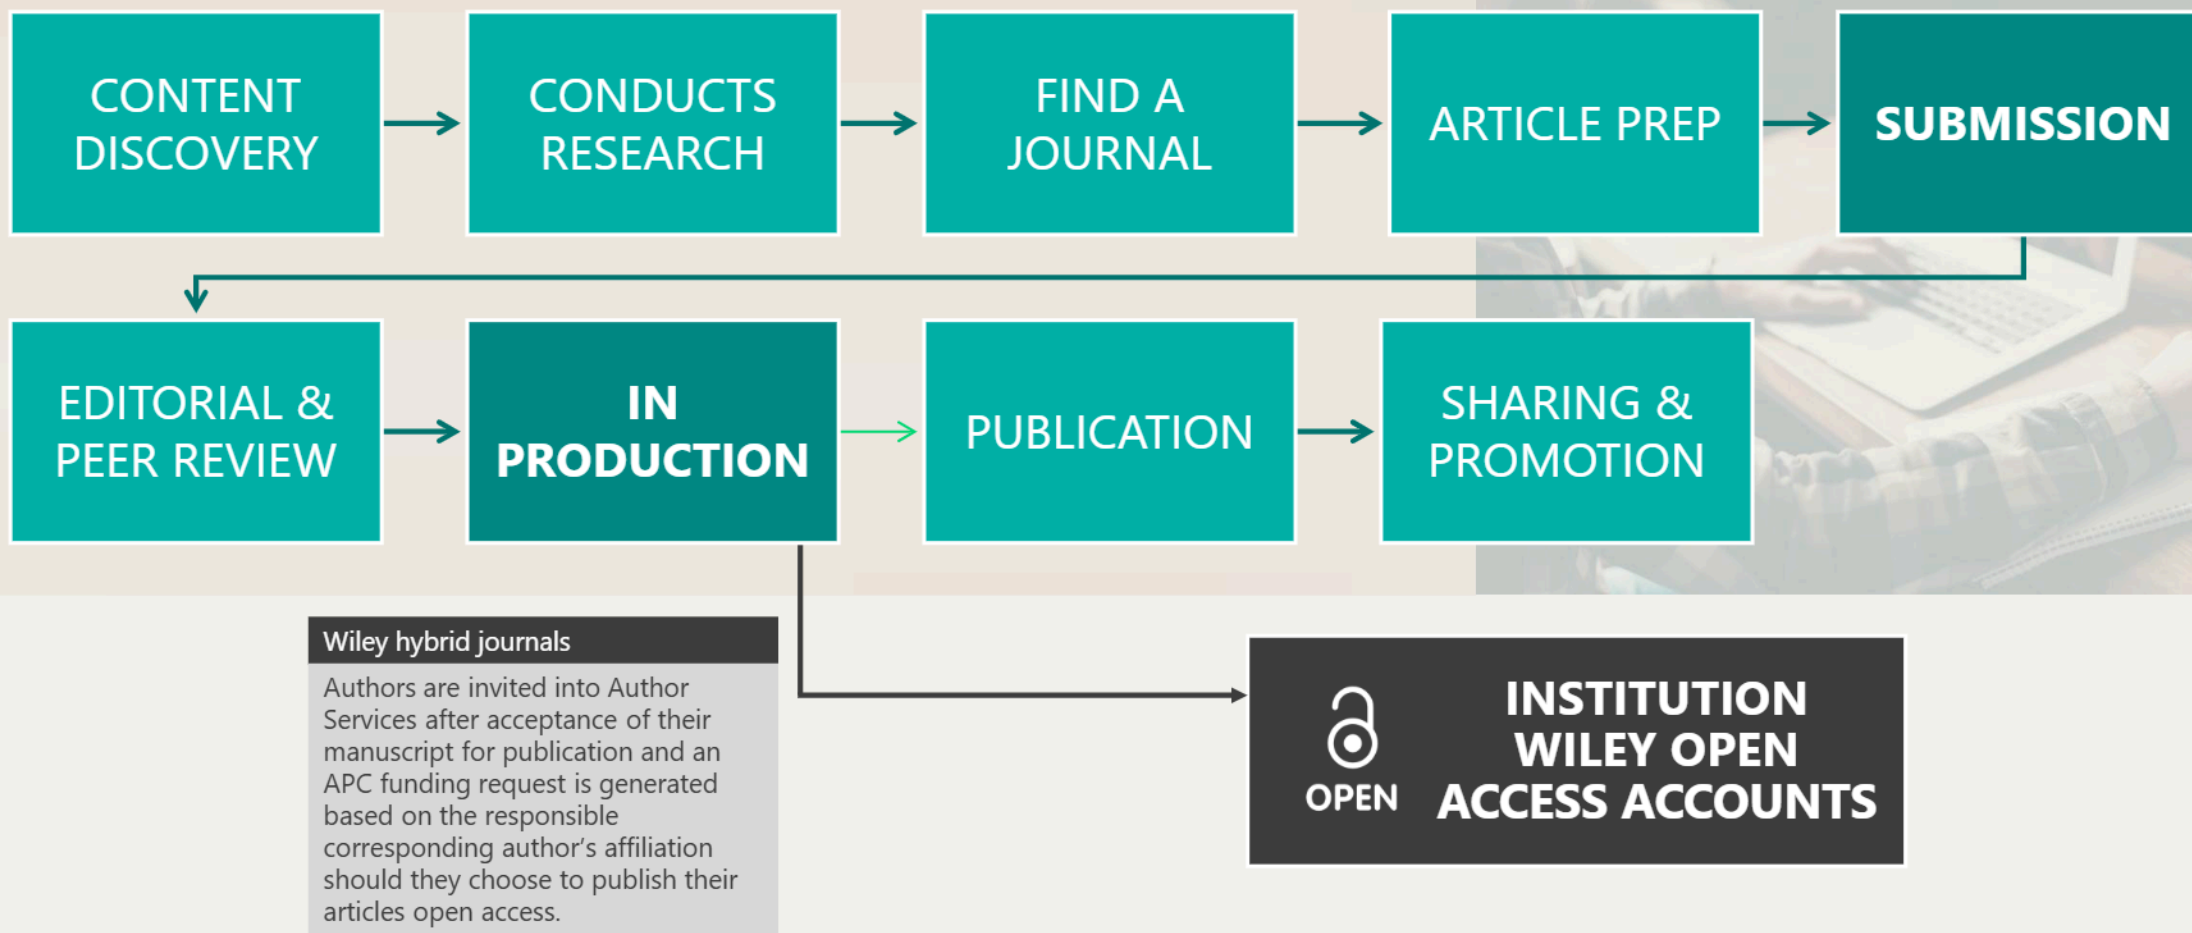 CONTENT
DISCOVERY
CONDUCTS
RESEARCH
FIND A
JOURNAL
ARTICLE PREP
SUBMISSION
EDITORIAL &
PEER REVIEW
IN
PRODUCTION
PUBLICATION
SHARING &
PROMOTION
Wiley hybrid journals
Authors are invited into Author
Services after acceptance of their
manuscript for publication and an
APC funding request is generated
based on the responsible
corresponding author’s affiliation
should they choose to publish their
articles open access.
OPEN
INSTITUTION
WILEY OPEN
ACCESS ACCOUNTS